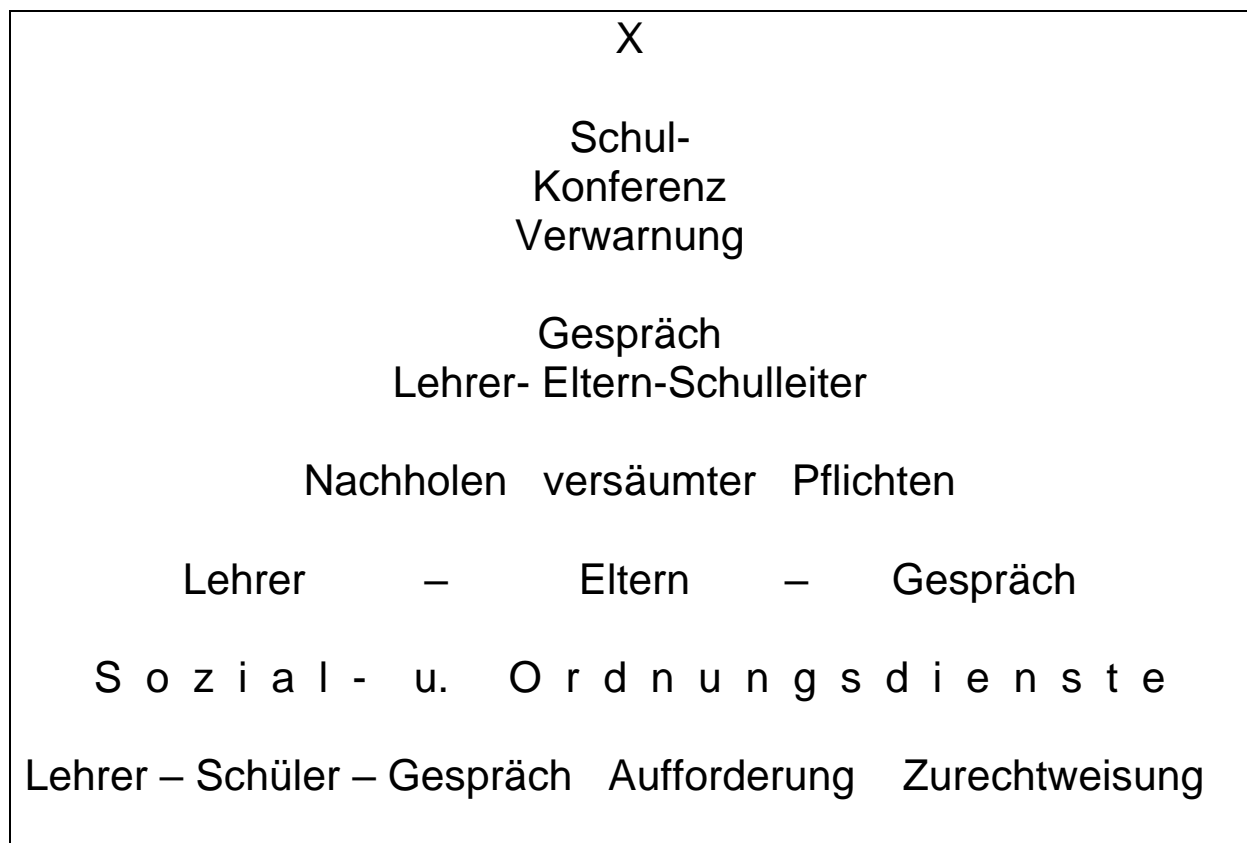 X
Schul-
Konferenz
Verwarnung
Gespräch
Lehrer- Eltern-Schulleiter
Nachholen versäumter Pflichten
Lehrer – Eltern – Gespräch
S o z i a l - u. O r d n u n g s d i e n s t e
Lehrer – Schüler – Gespräch Aufforderung Zurechtweisung